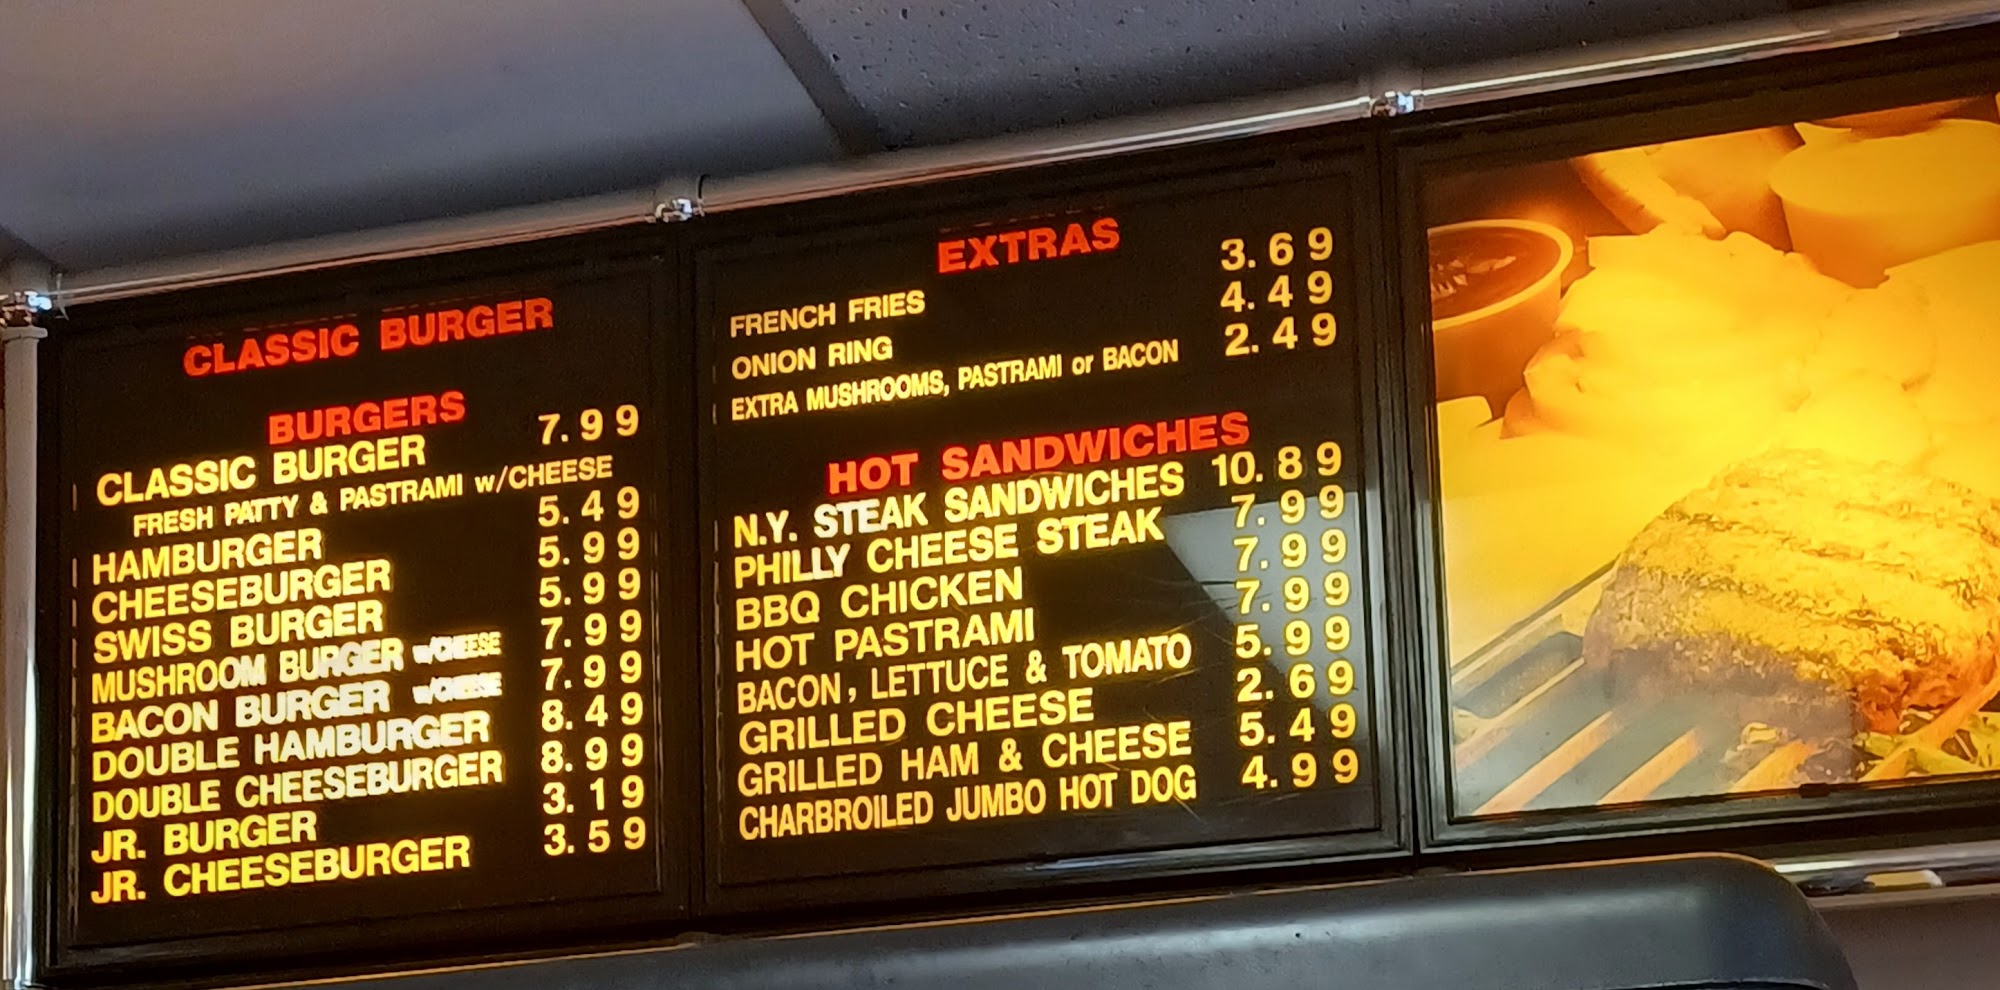 CLASSIC BURGER
BURGERS
CLASSIC BURGER 7.99
FRESH PATTY & PASTRAMI w/CHEESE
HAMBURGER 5.49
CHEESEBURGER 5.99
SWISS BURGER 5.99
MUSHROOM BURGER w/CHEESE 7.99
BACON BURGER w/CHEESE 7.99
DOUBLE HAMBURGER 8.49
DOUBLE CHEESEBURGER 8.99
JR. BURGER 3.19
JR. CHEESEBURGER 3.59
EXTRAS
FRENCH FRIES 3.69
ONION RING 4.49
EXTRA MUSHROOMS, PASTRAMI or BACON 2.49
HOT SANDWICHES
N.Y. STEAK SANDWICHES 10.89
PHILLY CHEESE STEAK 7.99
BBQ CHICKEN 7.99
HOT PASTRAMI 7.99
BACON, LETTUCE & TOMATO 5.99
GRILLED CHEESE 2.69
GRILLED HAM & CHEESE 5.49
CHARBROILED JUMBO HOT DOG 4.99